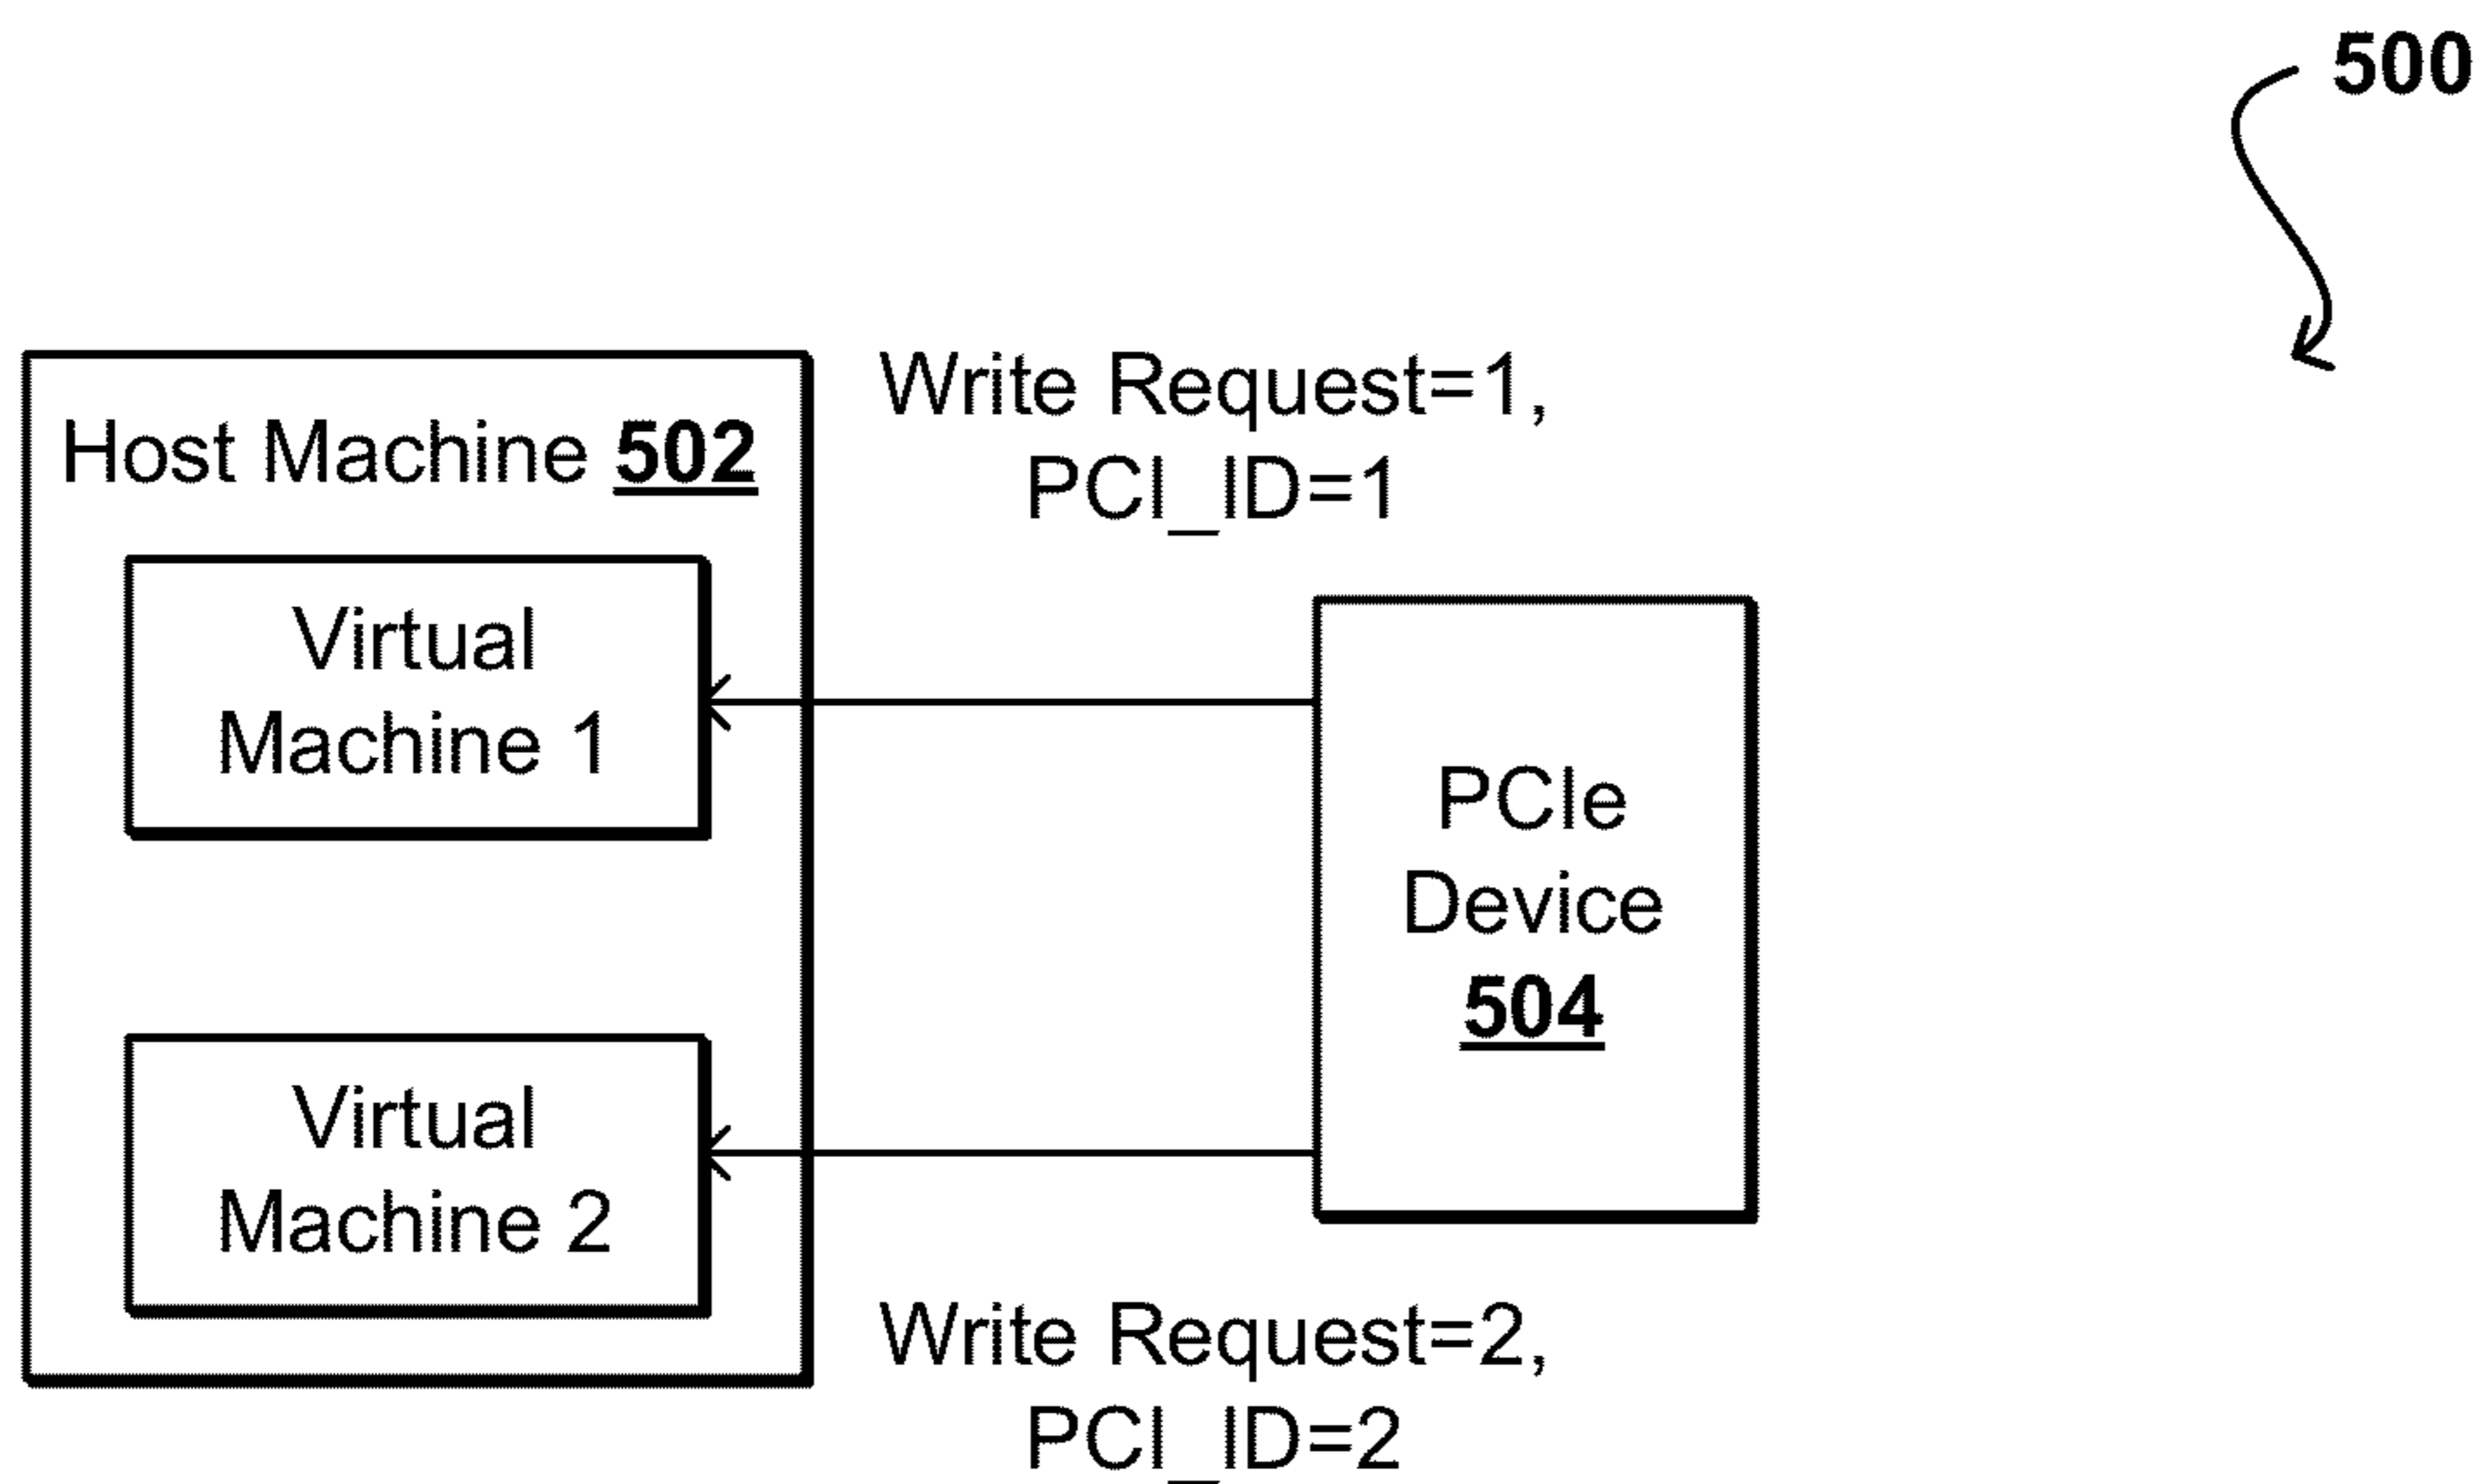 500
Host Machine 502
Write Request=1,
PCI_ID=1
Virtual
Machine 1
PCIe
Device
504
Virtual
Machine 2
Write Request=2,
PCI_ID=2